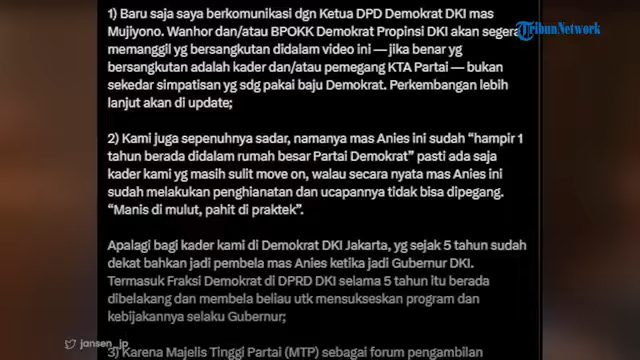 1) Baru saja saya berkomunikasi dgn Ketua DPD Demokrat DKI mas
Mujiyono. Wanhor dan/atau BPOKK Demokrat Propinsi DKI akan segera
TribunNetwork
memanggil yg bersangkutan didalam video ini — jika benar yg
bersangkutan adalah kader dan/atau pemegang KTA Partai — bukan
sekedar simpatisan yg sdg pakai baju Demokrat. Perkembangan lebih
lanjut akan di update;
2) Kami juga sepenuhnya sadar, namanya mas Anies ini sudah “hampir 1
tahun berada didalam rumah besar Partai Demokrat” pasti ada saja
kader kami yg masih sulit move on, walau secara nyata mas Anies ini
sudah melakukan penghianatan dan ucapannya tidak bisa dipegang.
“Manis di mulut, pahit di praktek”.
Apalagi bagi kader kami di Demokrat DKI Jakarta, yg sejak 5 tahun sudah
dekat bahkan jadi pembela mas Anies ketika jadi Gubernur DKI.
Termasuk Fraksi Demokrat di DPRD DKI selama 5 tahun itu berada
dibelakang dan membela beliau utk mensukseskan program dan
kebijakannya selaku Gubernur;
jansen_jp
3) Karena Majelis Tinggi Partai (MTP) sebagai forum pengambilan